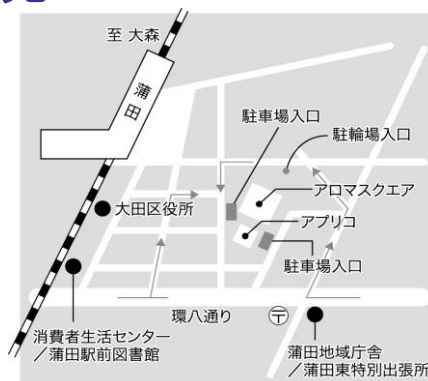 至 大森
蒲田
駐車場入口
駐輪場入口
アロマスクエア
大田区役所
アプリコ
駐車場入口
環八通り
〒
消費者生活センター
/蒲田駅前図書館
蒲田地域庁舎
/蒲田東特別出張所